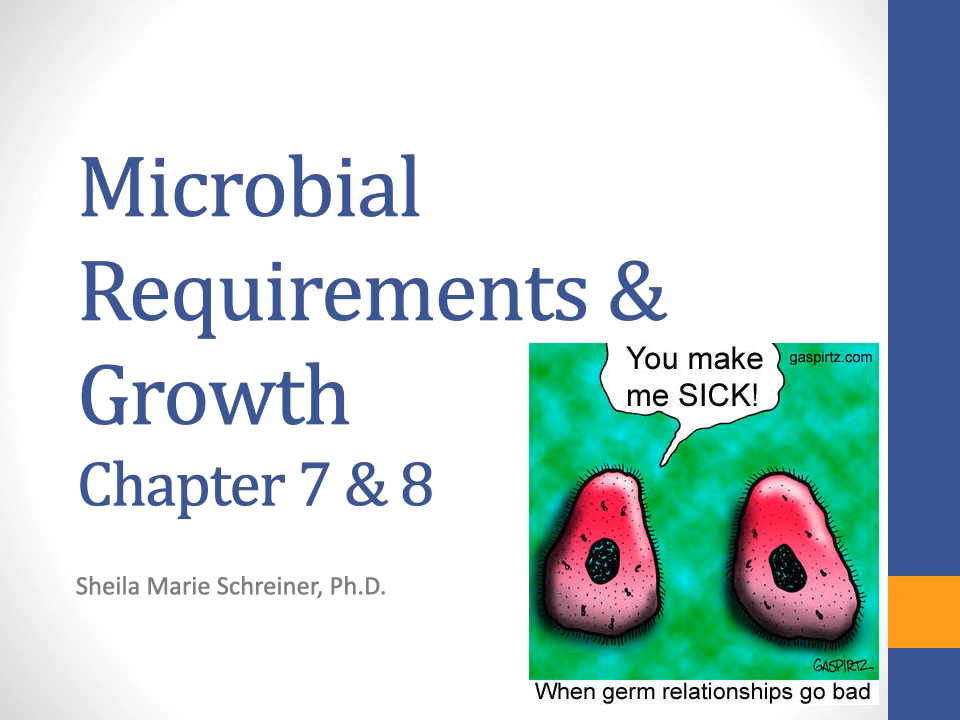 Microbial
Requirements &
Growth
Chapter 7 & 8
Sheila Marie Schreiner, Ph.D.
You make
me SICK!
gaspirtz.com
GASPIRTZ
When germ relationships go bad